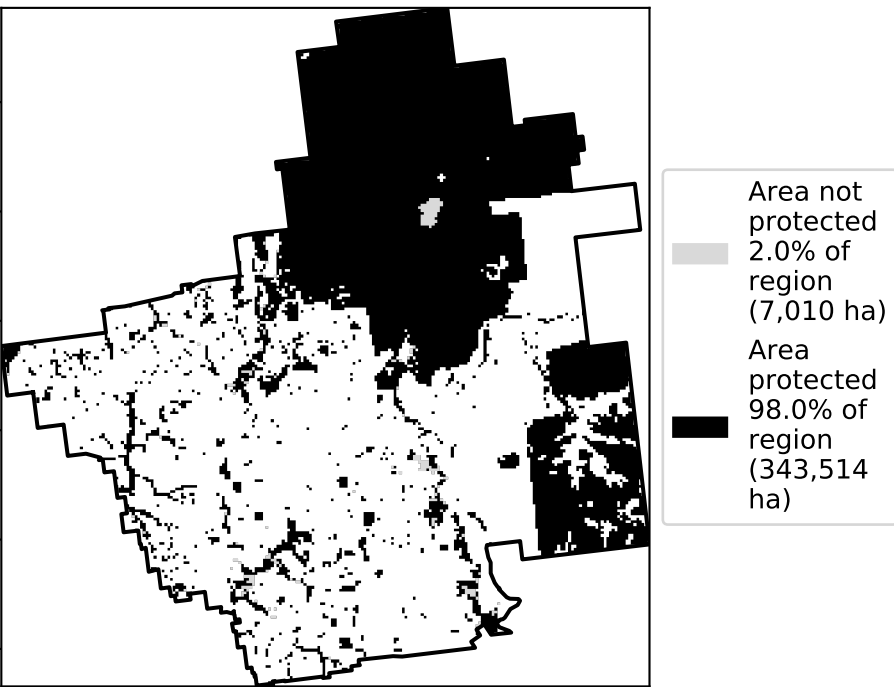 Area not
protected
2.0% of
region
(7,010 ha)
Area
protected
98.0% of
region
(343,514
ha)